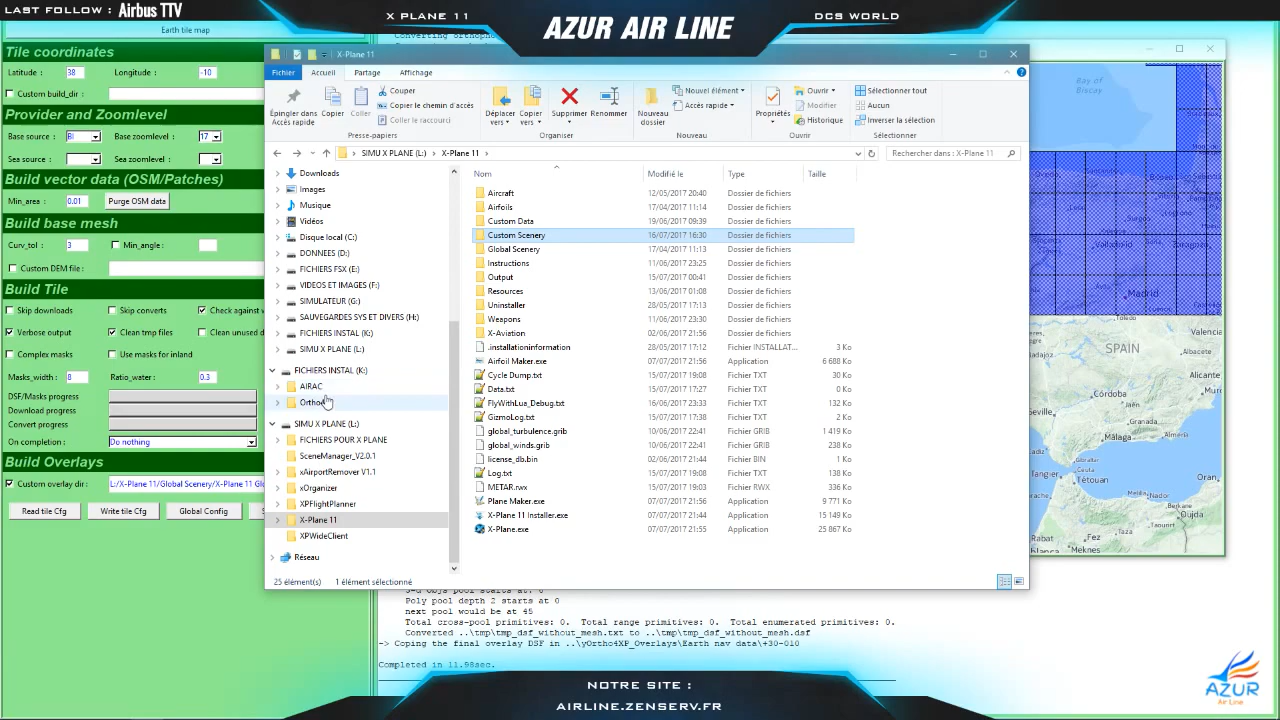 LAST FOLLOW : Airbus TTV
X PLANE 11
AZUR AIR LINE
DCS WORLD
Earth tile map
Tile coordinates
Latitude : 38 Longitude : -10
Custom build_dir :
Provider and Zoomlevel
Base source : BI Base zoomlevel : 17
Sea source : Sea zoomlevel :
Build vector data (OSM/Patches)
Min_area : 0.01 Purge OSM data
Build base mesh
Curv_tol : 3 Min_angle :
Custom DEM file :
Build Tile
Skip downloads Skip converts Check against
Verbose output Clean tmp files Clean unused d
Complex masks Use masks for inland
Masks_width : 8 Ratio_water : 0.3
DSF/Masks progress
Download progress
Convert progress
On completion : Do nothing
Build Overlays
Custom overlay dir : L:/X-Plane 11/Global Scenery/X-Plane 11 Gl
Read tile Cfg Write tile Cfg Global Config
X-Plane 11
Fichier Accueil Partage Affichage
Épingler dans Accès rapide
Copier
Coller
Couper
Copier le chemin d'accès
Coller le raccourci
Presse-papiers
Déplacer vers
Copier vers
Supprimer
Renommer
Organiser
Nouveau dossier
Nouvel élément
Accès rapide
Nouveau
Propriétés
Ouvrir
Modifier
Historique
Ouvrir
Sélectionner tout
Aucun
Inverser la sélection
Sélectionner
SIMU X PLANE (L:) > X-Plane 11 >
Rechercher dans : X-Plane 11
Downloads
Images
Musique
Vidéos
Disque local (C:)
DONNEES (D:)
FICHIERS FSX (E:)
VIDEOS ET IMAGES (F:)
SIMULATEUR (G:)
SAUVEGARDES SYS ET DIVERS (H:)
FICHIERS INSTAL (K:)
SIMU X PLANE (L:)
FICHIERS INSTAL (K:)
AIRAC
Ortho
SIMU X PLANE (L:)
FICHIERS POUR X PLANE
SceneManager_V2.0.1
xAirportRemover V1.1
xOrganizer
XPFlightPlanner
X-Plane 11
XPWideClient
Réseau
Nom Modifié le Type Taille
Aircraft 12/05/2017 20:40 Dossier de fichiers
Airfoils 17/04/2017 11:14 Dossier de fichiers
Custom Data 19/06/2017 09:39 Dossier de fichiers
Custom Scenery 16/07/2017 16:30 Dossier de fichiers
Global Scenery 17/04/2017 11:13 Dossier de fichiers
Instructions 11/06/2017 23:25 Dossier de fichiers
Output 15/07/2017 00:41 Dossier de fichiers
Resources 13/06/2017 01:08 Dossier de fichiers
Uninstaller 28/05/2017 17:13 Dossier de fichiers
Weapons 11/06/2017 23:30 Dossier de fichiers
X-Aviation 02/06/2017 21:56 Dossier de fichiers
.installationinformation 28/05/2017 17:12 Fichier INSTALLAT... 3 Ko
Airfoil Maker.exe 07/07/2017 21:56 Application 6 688 Ko
Cycle Dump.txt 15/07/2017 19:08 Fichier TXT 30 Ko
Data.txt 15/07/2017 17:27 Fichier TXT 0 Ko
FlyWithLua_Debug.txt 16/06/2017 23:33 Fichier TXT 132 Ko
GizmoLog.txt 15/07/2017 17:38 Fichier TXT 2 Ko
global_turbulence.grib 10/06/2017 22:41 Fichier GRIB 1 419 Ko
global_winds.grib 10/06/2017 22:41 Fichier GRIB 238 Ko
license_db.bin 02/06/2017 21:44 Fichier BIN 1 Ko
Log.txt 15/07/2017 19:08 Fichier TXT 138 Ko
METAR.rwx 15/07/2017 19:03 Fichier RWX 336 Ko
Plane Maker.exe 07/07/2017 21:56 Application 9 771 Ko
X-Plane 11 Installer.exe 07/07/2017 21:44 Application 15 149 Ko
X-Plane.exe 07/07/2017 21:55 Application 25 867 Ko
25 élément(s) 1 élément sélectionné
Bay of Biscay
Madrid
Toledo
SPAIN
Valencia
Albacete
Alicante
Córdoba
Murcia
Seville
Málaga
Almería
Tangier
Tétouan
Oran
Rabat
Fez
Meknes
Oujda
Poly pool depth 2 starts at 0
next pool would be at 45
Total cross-pool primitives: 0. Total range primitives: 0. Total enumerated primitives: 0.
Converted ..\tmp\tmp_dsf_without_mesh.txt to ..\tmp\tmp_dsf_without_mesh.dsf
-> Coping the final overlay DSF in ..\yOrtho4XP_Overlays\Earth nav data\+30-010
Completed in 11.98sec.
NOTRE SITE :
AIRLINE.ZENSERV.FR
AZUR
Air Line